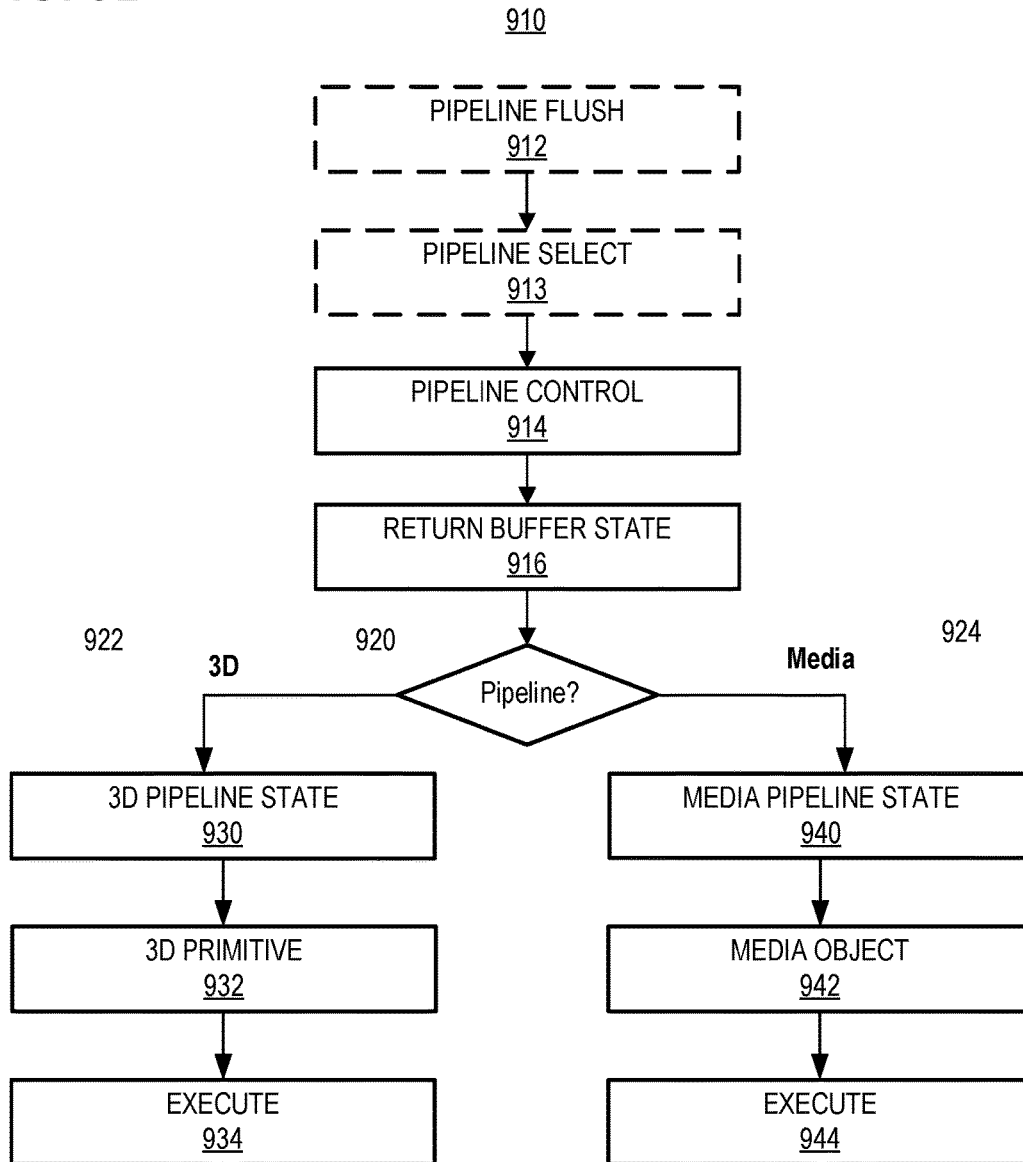 910
PIPELINE FLUSH
912
PIPELINE SELECT
913
PIPELINE CONTROL
914
RETURN BUFFER STATE
916
922
920
924
3D
Media
Pipeline?
3D PIPELINE STATE
930
MEDIA PIPELINE STATE
940
3D PRIMITIVE
932
MEDIA OBJECT
942
EXECUTE
934
EXECUTE
944